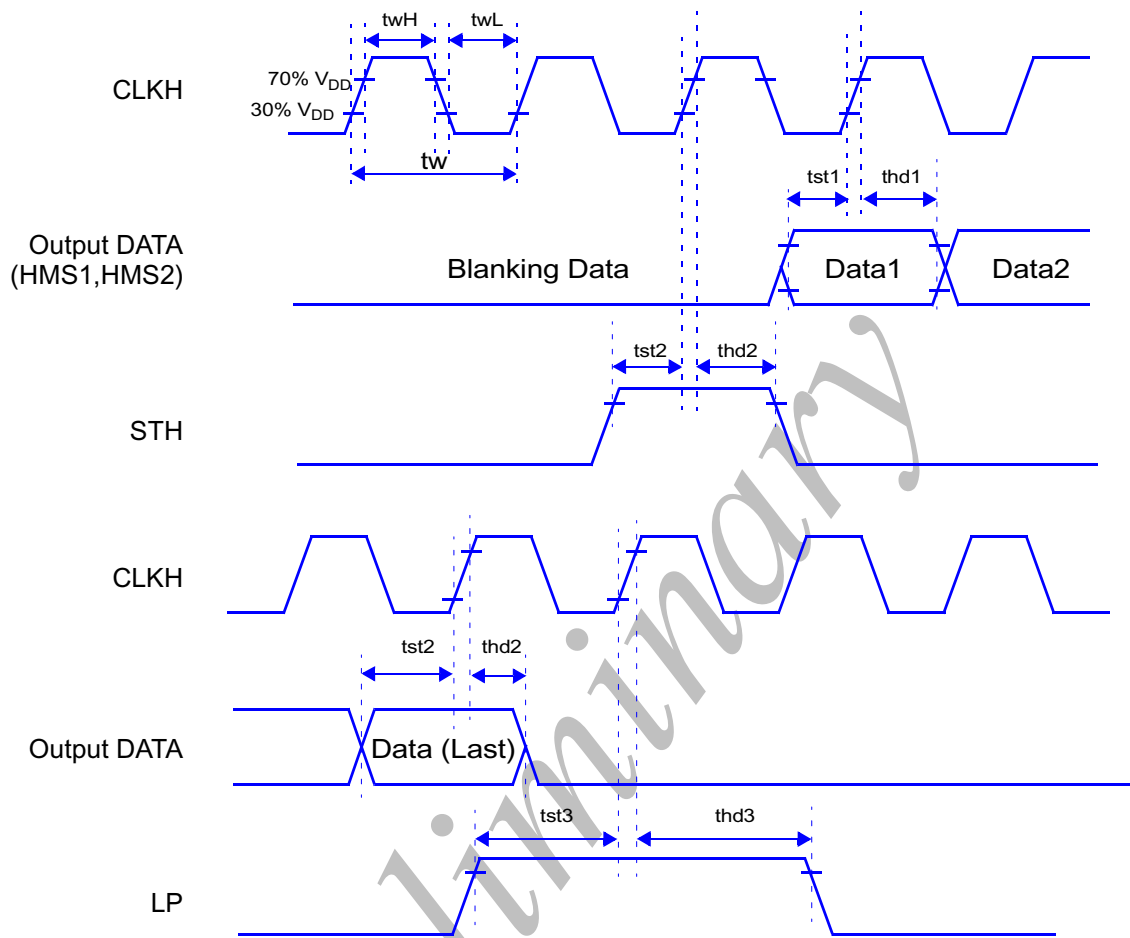 twH twL
CLKH
70% VDD
30% VDD
tw
tst1 thd1
Output DATA
(HMS1,HMS2)
Blanking Data Data1 Data2
tst2 thd2
STH
CLKH
tst2 thd2
Output DATA
Data (Last)
tst3 thd3
LP
liminary